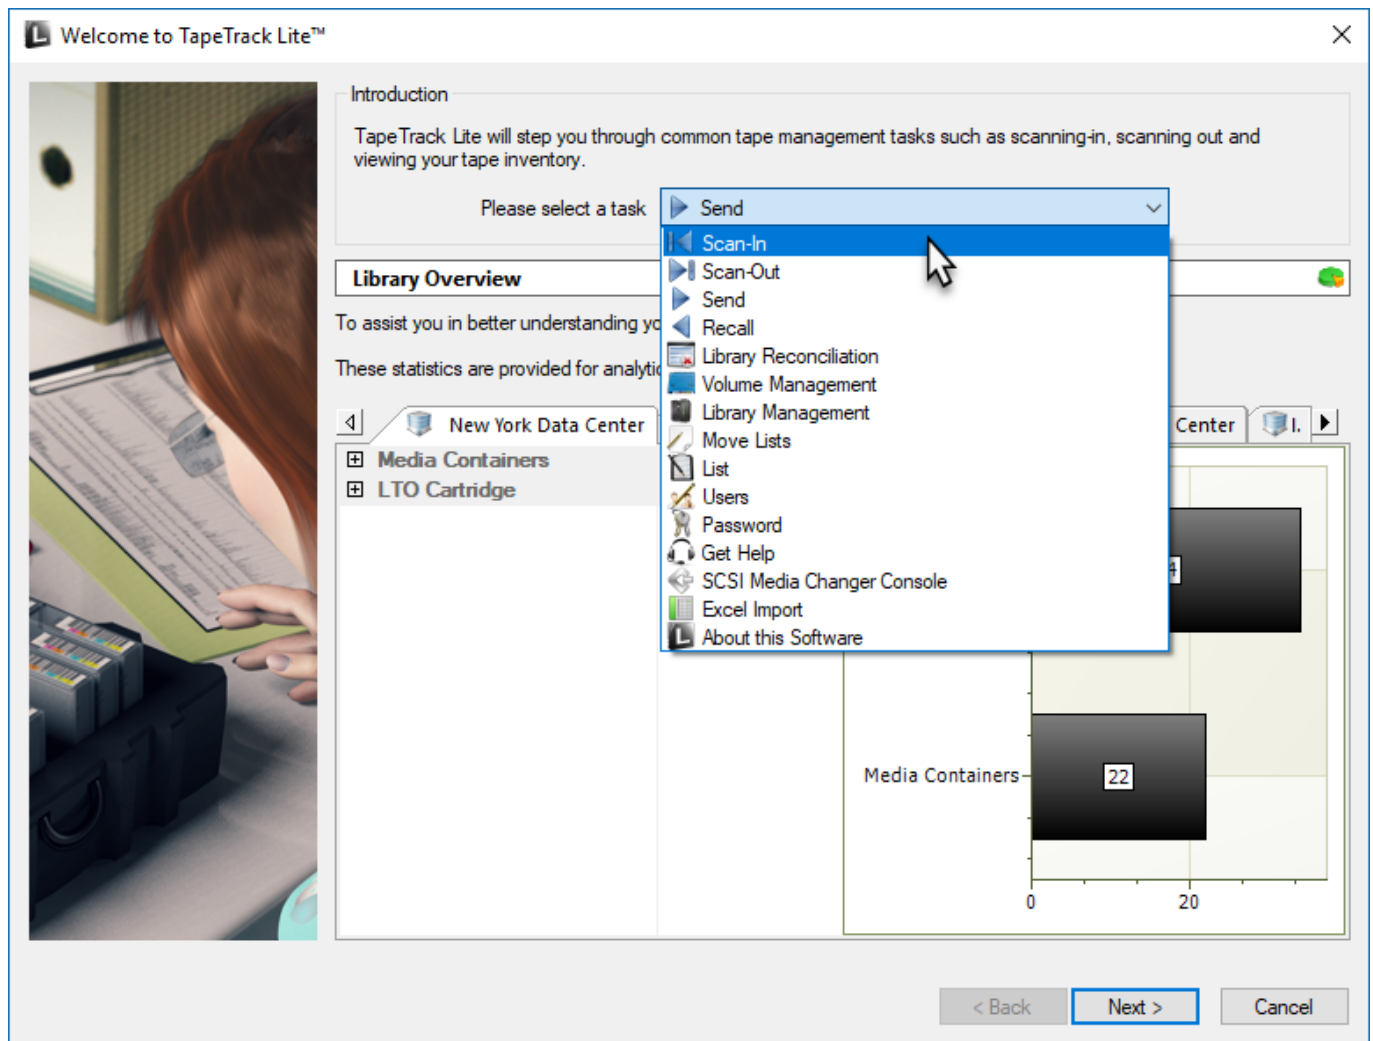 Welcome to TapeTrack Lite™
Introduction
TapeTrack Lite will step you through common tape management tasks such as scanning-in, scanning out and
viewing your tape inventory.
Please select a task
Send
Scan-In
Scan-Out
Send
Recall
Library Reconciliation
Volume Management
Library Management
Move Lists
List
Users
Password
Get Help
SCSI Media Changer Console
Excel Import
About this Software
Library Overview
To assist you in better understanding
These statistics are provided for
New York Data Center
Center
I.
Media Containers
LTO Cartridge
4
Media Containers
22
0
20
< Back
Next >
Cancel